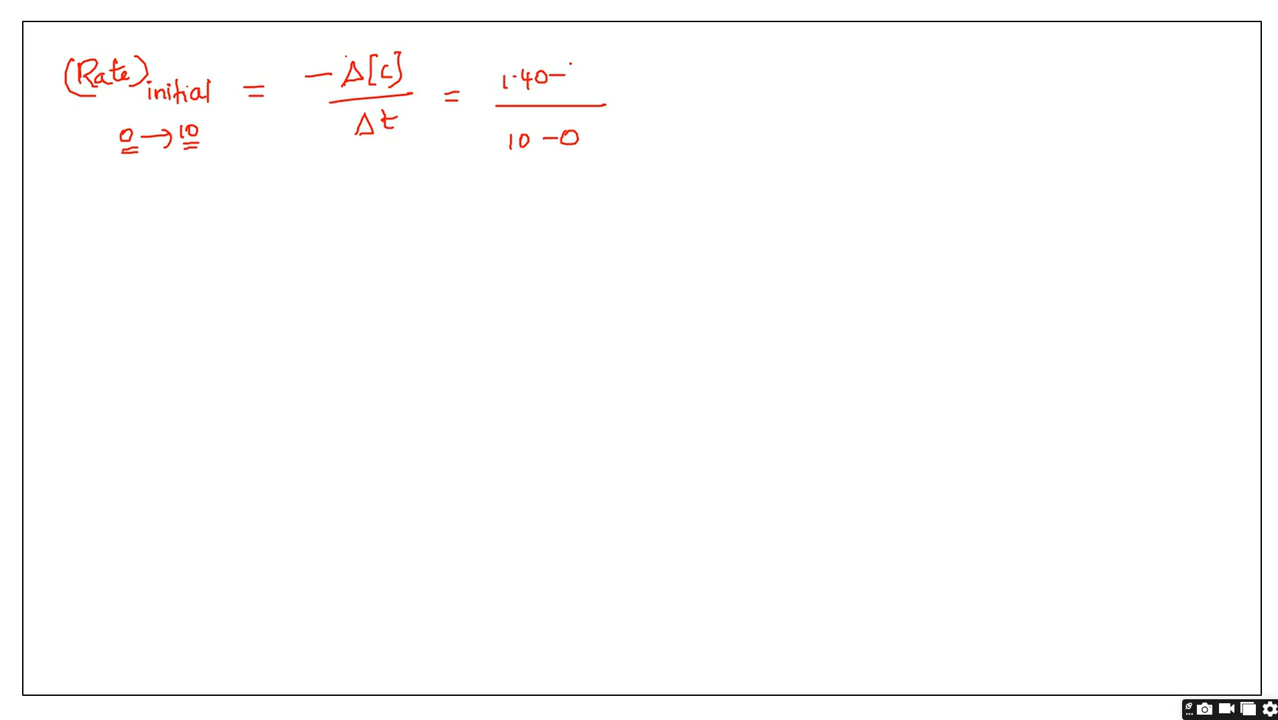 (Rate)initial = -Δ[c]/Δt = 1.40-/10-0
0 → 10